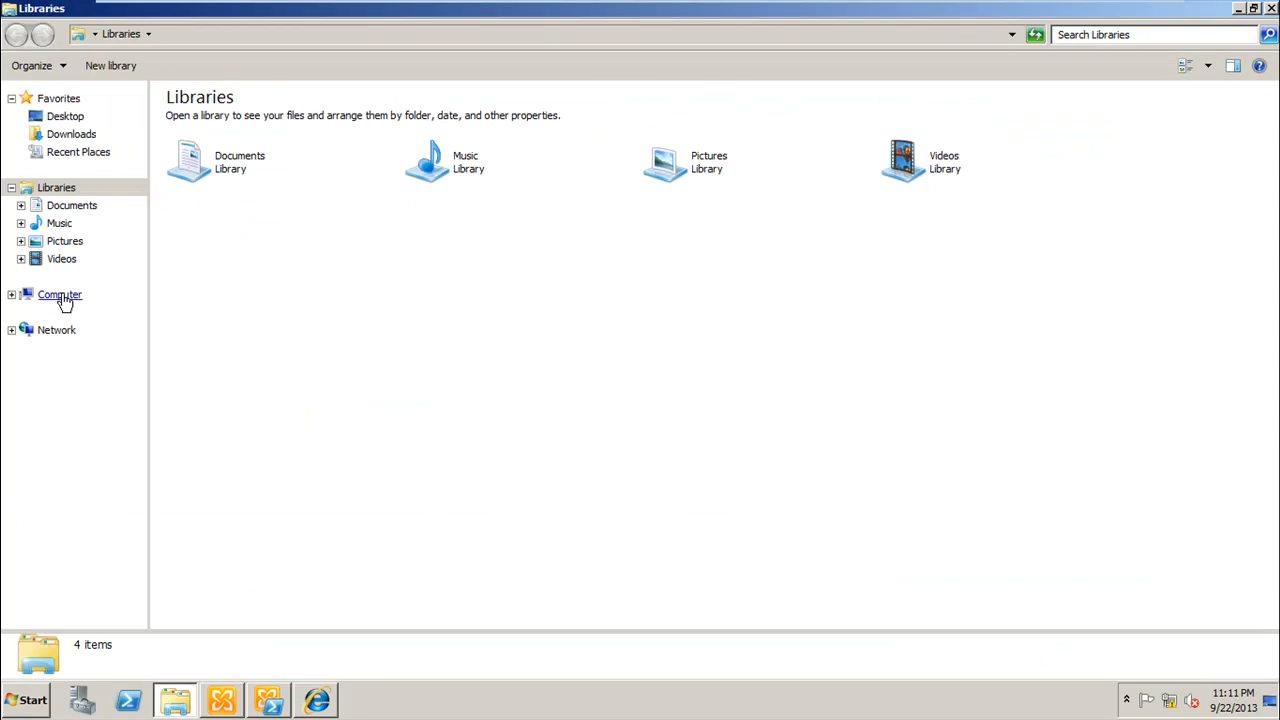 Libraries
Libraries
Search Libraries
Organize
New library
Favorites
Desktop
Downloads
Recent Places
Libraries
Documents
Music
Pictures
Videos
Computer
Network
Libraries
Open a library to see your files and arrange them by folder, date, and other properties.
Documents
Library
Music
Library
Pictures
Library
Videos
Library
4 items
Start
11:11 PM
9/22/2013